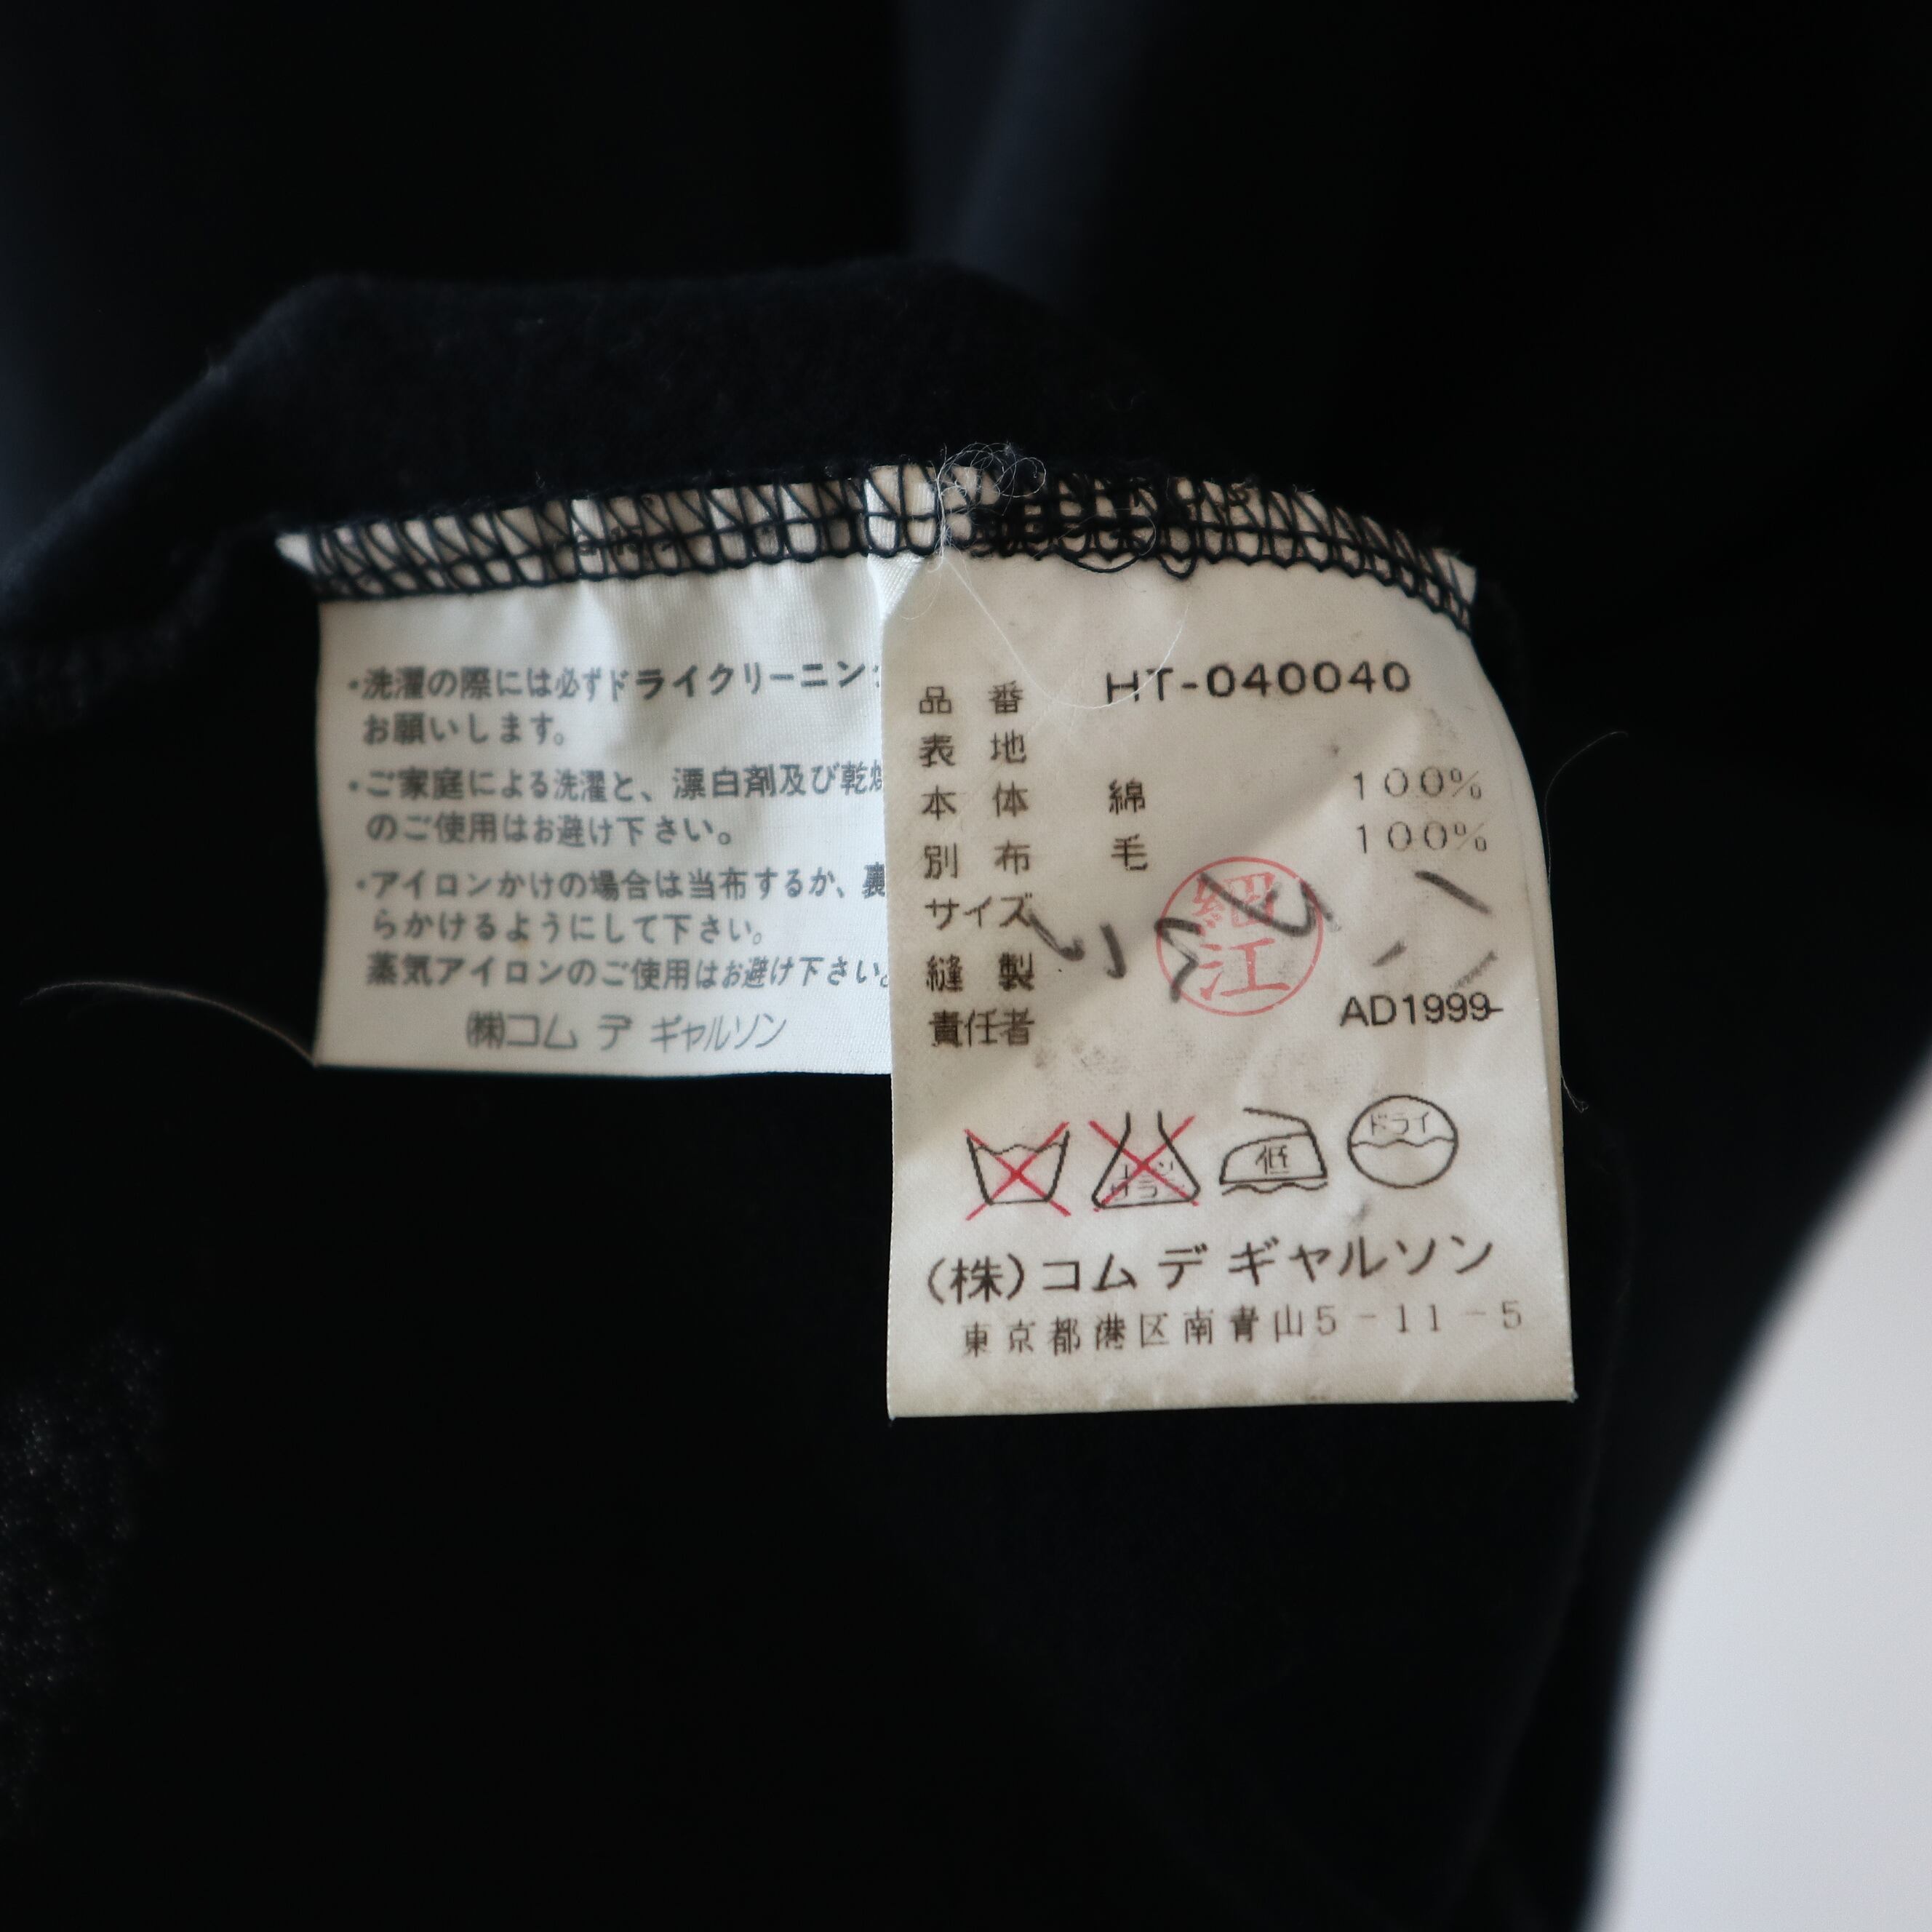 ・洗濯の際には必ずドライクリーニン
お願いします。
・ご家庭による洗濯と、漂白剤及び乾燥
のご使用はお避け下さい。
・アイロンかけの場合は当布するか、裏
らかけるようにして下さい。
蒸気アイロンのご使用はお避け下さい。
㈱コム デ ギャルソン
品番 HT-040040
表地
本体 綿 100%
別布 毛 100%
サイズ
縫製
責任者
細江
AD1999-
低
ドライ
(株)コム デ ギャルソン
東京都港区南青山5-11-5